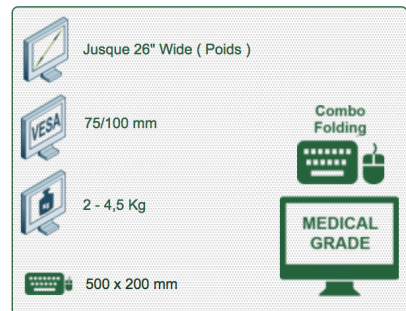 Jusque 26" Wide ( Poids )
VESA
75/100 mm
2 - 4,5 Kg
500 x 200 mm
Combo
Folding
MEDICAL
GRADE